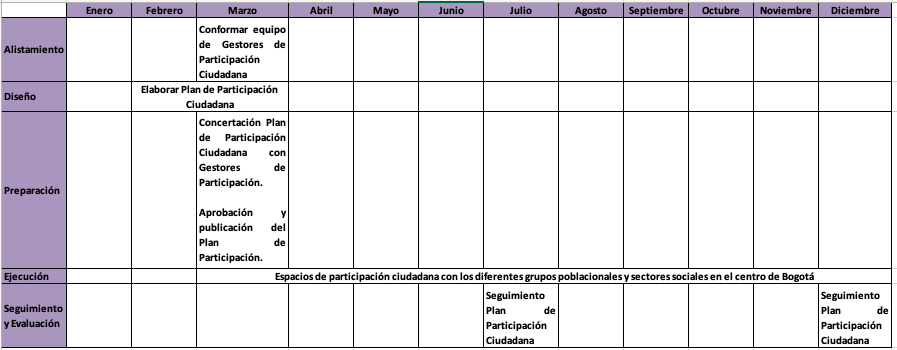 Enero Febrero Marzo Abril Mayo Junio Julio Agosto Septiembre Octubre Noviembre Diciembre
Alistamiento
Conformar equipo
de Gestores de
Participación
Ciudadana
Diseño
Elaborar Plan de Participación
Ciudadana
Preparación
Concertación Plan
de Participación
Ciudadana con
Gestores de
Participación.
Aprobación y
publicación del
Plan de
Participación.
Ejecución
Espacios de participación ciudadana con los diferentes grupos poblacionales y sectores sociales en el centro de Bogotá
Seguimiento
y Evaluación
Seguimiento
Plan de
Participación
Ciudadana
Seguimiento
Plan de
Participación
Ciudadana